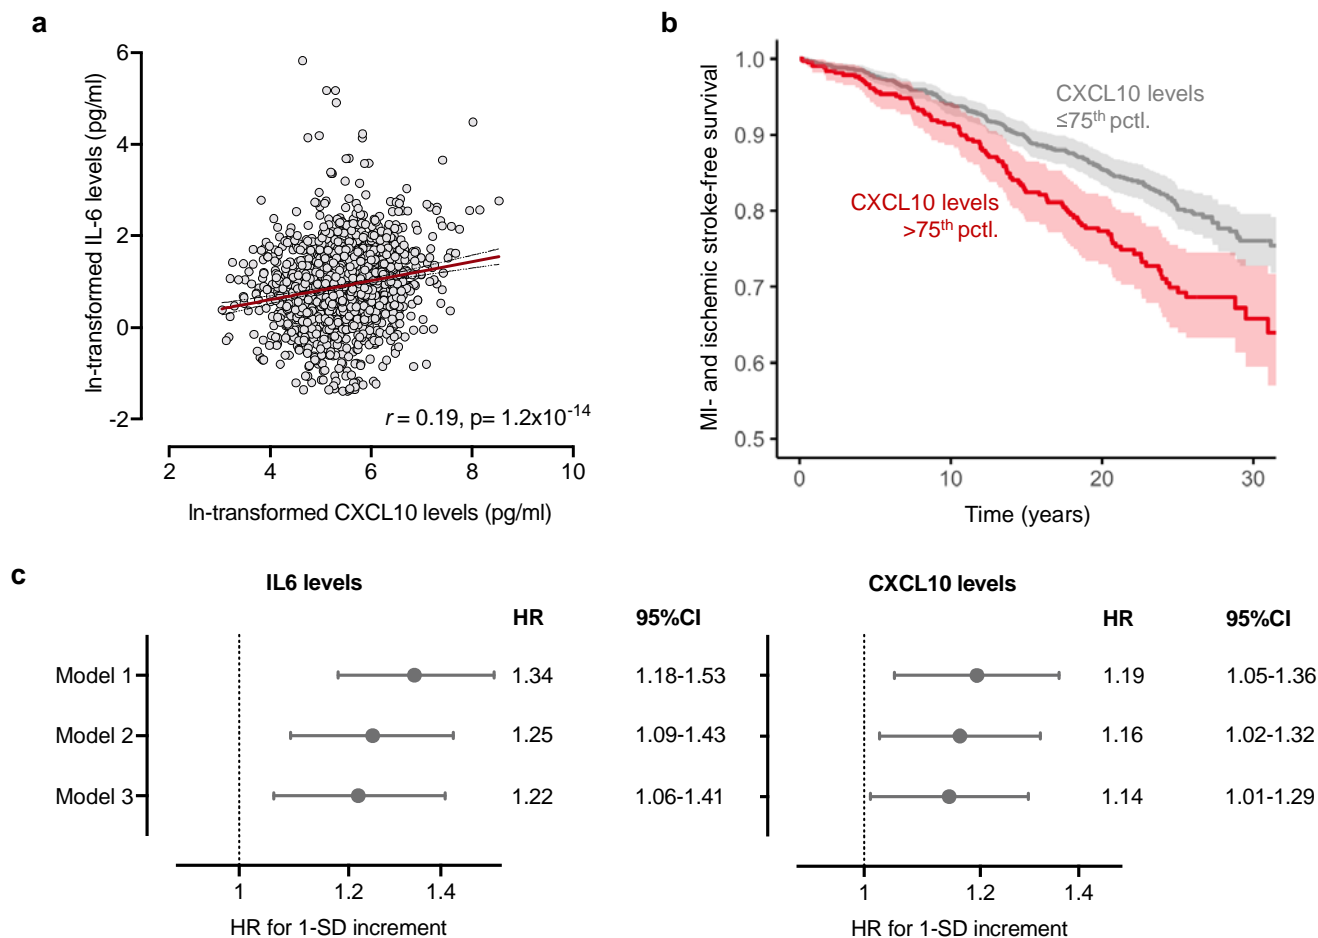 a
ln-transformed IL-6 levels (pg/ml)
6
4
2
0
-2
r = 0.19, p= 1.2x10-14
2 4 6 8 10
ln-transformed CXCL10 levels (pg/ml)
b
MI- and ischemic stroke-free survival
1.0
0.9
0.8
0.7
0.6
0.5
CXCL10 levels
≤75th pctl.
CXCL10 levels
>75th pctl.
0 10 20 30
Time (years)
c
IL6 levels
HR 95%CI
Model 1 1.34 1.18-1.53
Model 2 1.25 1.09-1.43
Model 3 1.22 1.06-1.41
1 1.2 1.4
HR for 1-SD increment
CXCL10 levels
HR 95%CI
1.19 1.05-1.36
1.16 1.02-1.32
1.14 1.01-1.29
1 1.2 1.4
HR for 1-SD increment